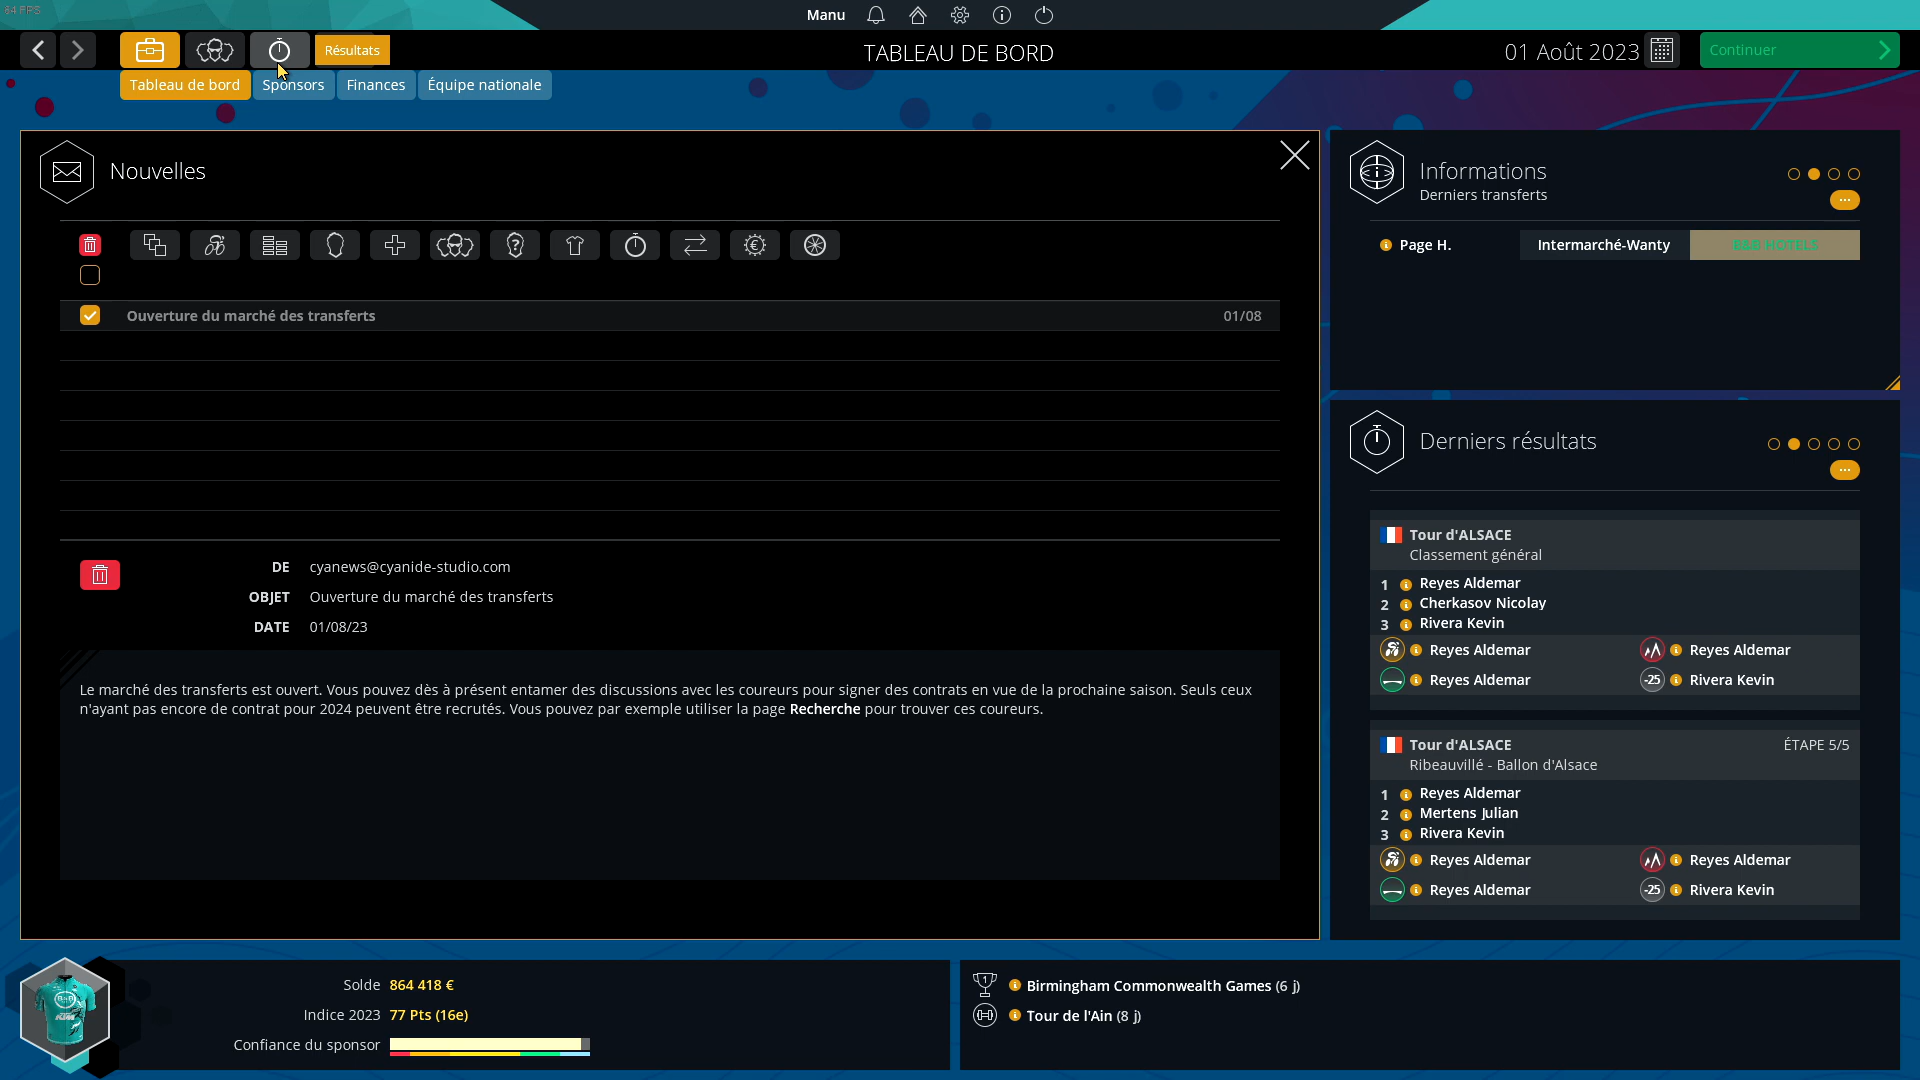 64 FPS
Manu
Résultats
TABLEAU DE BORD
01 Août 2023
Continuer
Tableau de bord
Sponsors
Finances
Équipe nationale
Nouvelles
Ouverture du marché des transferts
01/08
DE cyanews@cyanide-studio.com
OBJET Ouverture du marché des transferts
DATE 01/08/23
Le marché des transferts est ouvert. Vous pouvez dès à présent entamer des discussions avec les coureurs pour signer des contrats en vue de la prochaine saison. Seuls ceux
n'ayant pas encore de contrat pour 2024 peuvent être recrutés. Vous pouvez par exemple utiliser la page Recherche pour trouver ces coureurs.
Informations
Derniers transferts
Page H. Intermarché-Wanty B&B HOTELS
Derniers résultats
Tour d'ALSACE
Classement général
1 Reyes Aldemar
2 Cherkasov Nicolay
3 Rivera Kevin
Reyes Aldemar Reyes Aldemar
Reyes Aldemar -25 Rivera Kevin
Tour d'ALSACE ÉTAPE 5/5
Ribeauvillé - Ballon d'Alsace
1 Reyes Aldemar
2 Mertens Julian
3 Rivera Kevin
Reyes Aldemar Reyes Aldemar
Reyes Aldemar -25 Rivera Kevin
Solde 864 418 €
Indice 2023 77 Pts (16e)
Confiance du sponsor
Birmingham Commonwealth Games (6 j)
Tour de l'Ain (8 j)
B&B
KTM